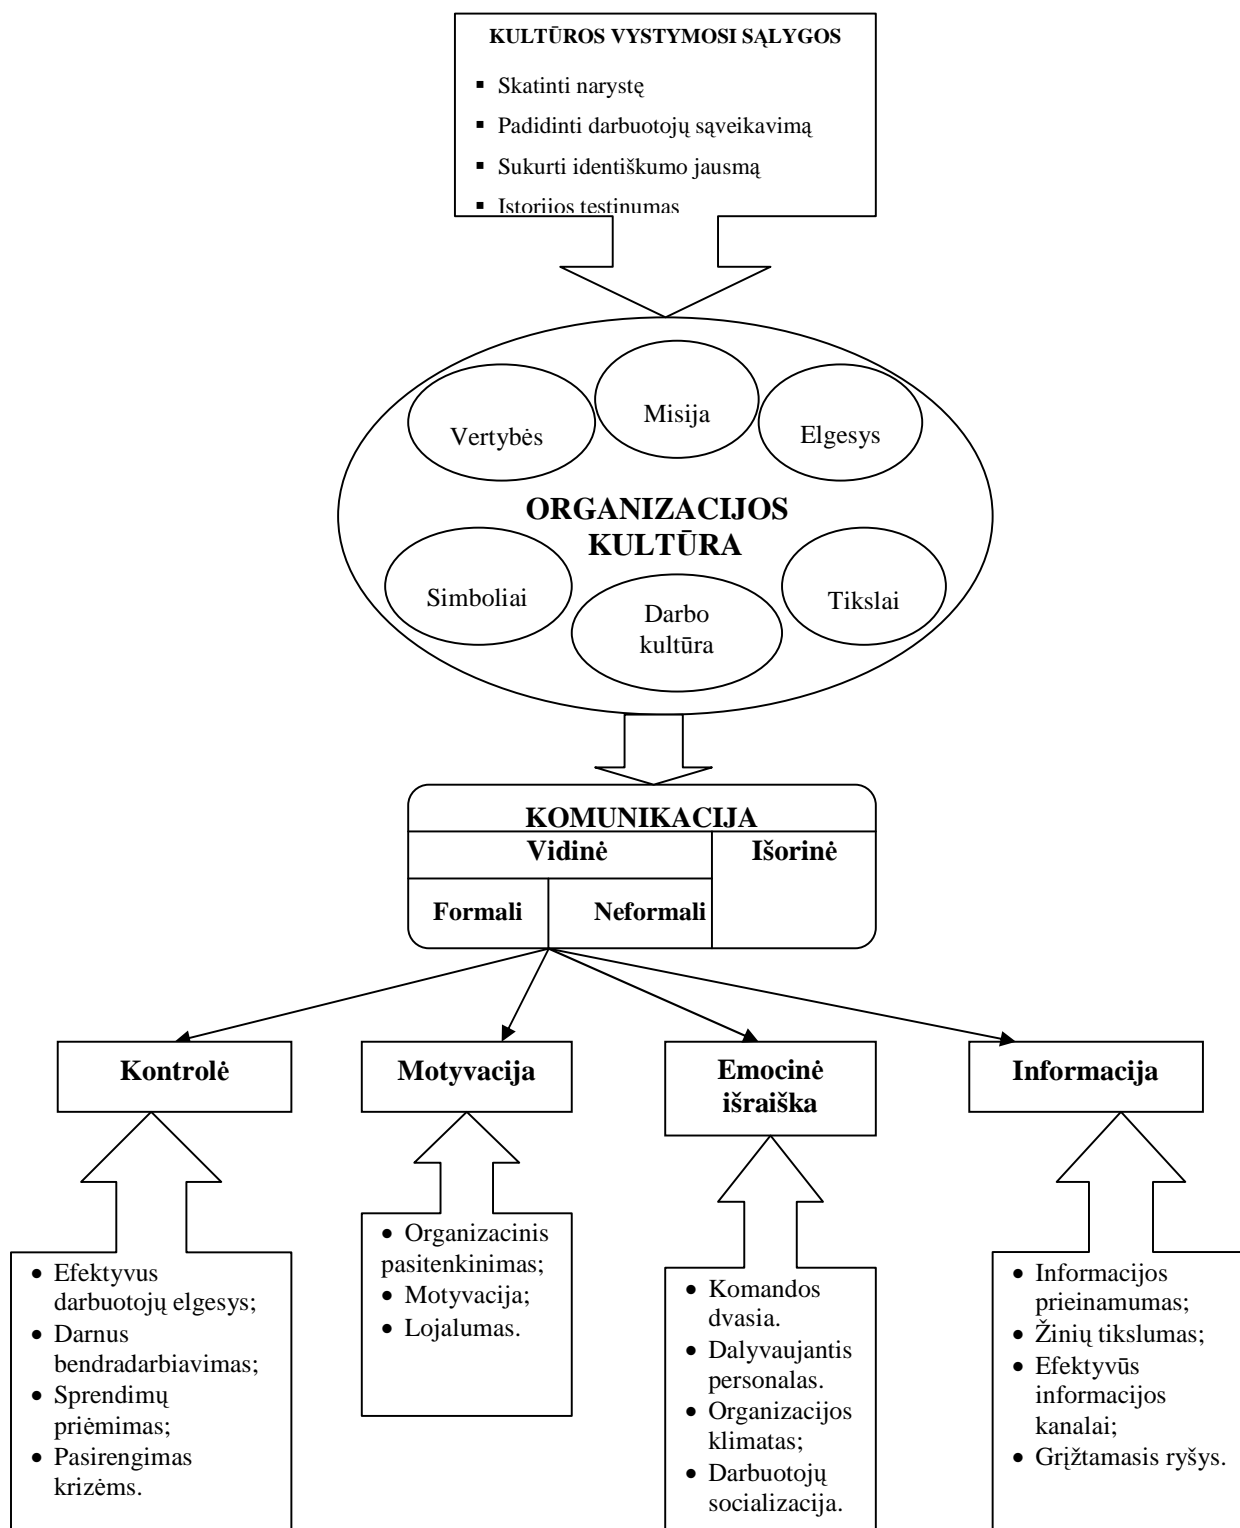 KULTŪROS VYSTYMOSI SĄLYGOS
▪ Skatinti narystę
▪ Padidinti darbuotojų sąveikavimą
▪ Sukurti identiškumo jausmą
▪ Istorijos testinumas
Vertybės
Misija
Elgesys
ORGANIZACIJOS
KULTŪRA
Simboliai
Darbo
kultūra
Tikslai
KOMUNIKACIJA
Vidinė
Išorinė
Formali
Neformali
Kontrolė
Motyvacija
Emocinė
išraiška
Informacija
• Efektyvus
darbuotojų elgesys;
• Darnus
bendradarbiavimas;
• Sprendimų
priėmimas;
• Pasirengimas
krizėms.
• Organizacinis
pasitenkinimas;
• Motyvacija;
• Lojalumas.
• Komandos
dvasia.
• Dalyvaujantis
personalas.
• Organizacijos
klimatas;
• Darbuotojų
socializacija.
• Informacijos
prieinamumas;
• Žinių tikslumas;
• Efektyvūs
informacijos
kanalai;
• Grįžtamasis ryšys.